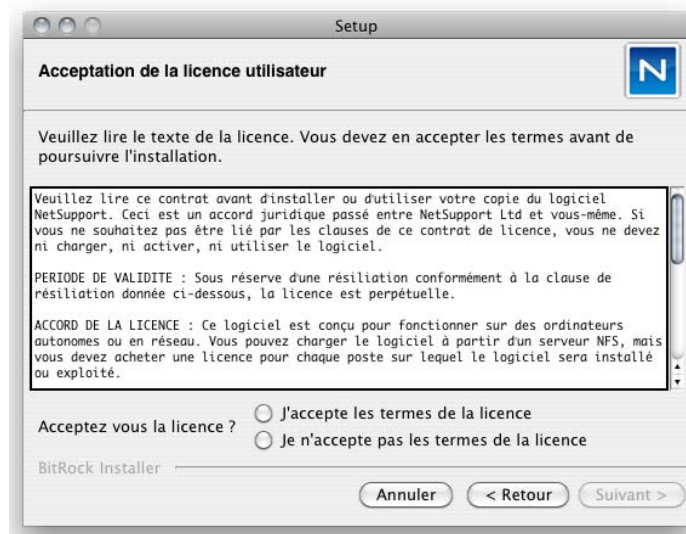 Setup
Acceptation de la licence utilisateur
N
Veuillez lire le texte de la licence. Vous devez en accepter les termes avant de
poursuivre l'installation.
Veuillez lire ce contrat avant d'installer ou d'utiliser votre copie du logiciel
NetSupport. Ceci est un accord juridique passé entre NetSupport Ltd et vous-même. Si
vous ne souhaitez pas être lié par les clauses de ce contrat de licence, vous ne devez
ni charger, ni activer, ni utiliser le logiciel.
PERIODE DE VALIDITE : Sous réserve d'une résiliation conformément à la clause de
résiliation donnée ci-dessous, la licence est perpétuelle.
ACCORD DE LA LICENCE : Ce logiciel est conçu pour fonctionner sur des ordinateurs
autonomes ou en réseau. Vous pouvez charger le logiciel à partir d'un serveur NFS, mais
vous devez acheter une licence pour chaque poste sur lequel le logiciel sera installé
ou exploité.
Acceptez vous la licence ?
J'accepte les termes de la licence
Je n'accepte pas les termes de la licence
BitRock Installer
Annuler
< Retour
Suivant >